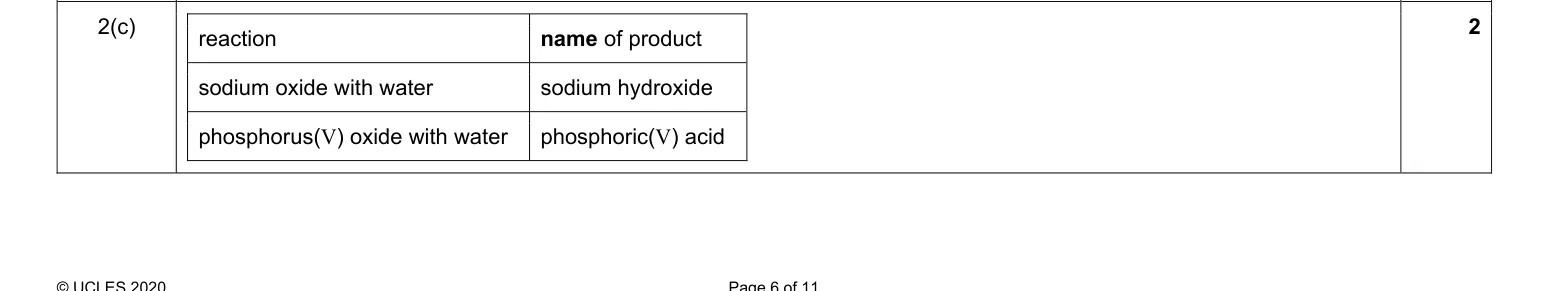 2(c)
reaction name of product 2
sodium oxide with water sodium hydroxide
phosphorus(V) oxide with water phosphoric(V) acid
© UCLES 2020 Page 6 of 11